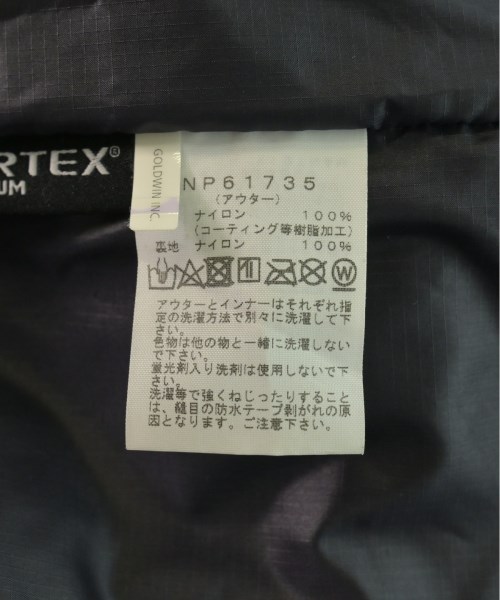 RTEX®
UM
GOLDWIN INC.
NP61735
(アウター)
ナイロン 100%
(コーティング等樹脂加工)
裏地 ナイロン 100%
W
アウターとインナーはそれぞれ指
定の洗濯方法で別々に洗濯して下
さい。
色物は他の物と一緒に洗濯しない
で下さい。
蛍光剤入り洗剤は使用しないで下
さい。
洗濯等で強くねじったりすること
は、縫目の防水テープ剥がれの原
因となります。ご注意下さい。